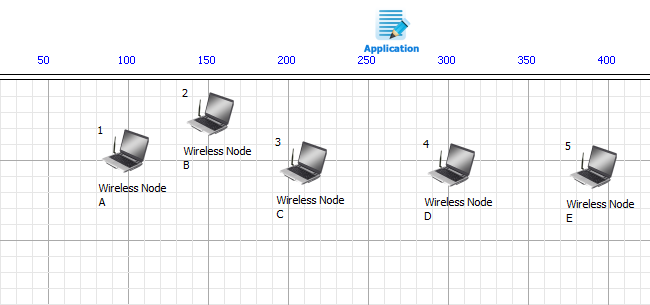 Application
50 100 150 200 250 300 350 400
2
1
3
4
5
Wireless Node
B
Wireless Node
A
Wireless Node
C
Wireless Node
D
Wireless Node
E